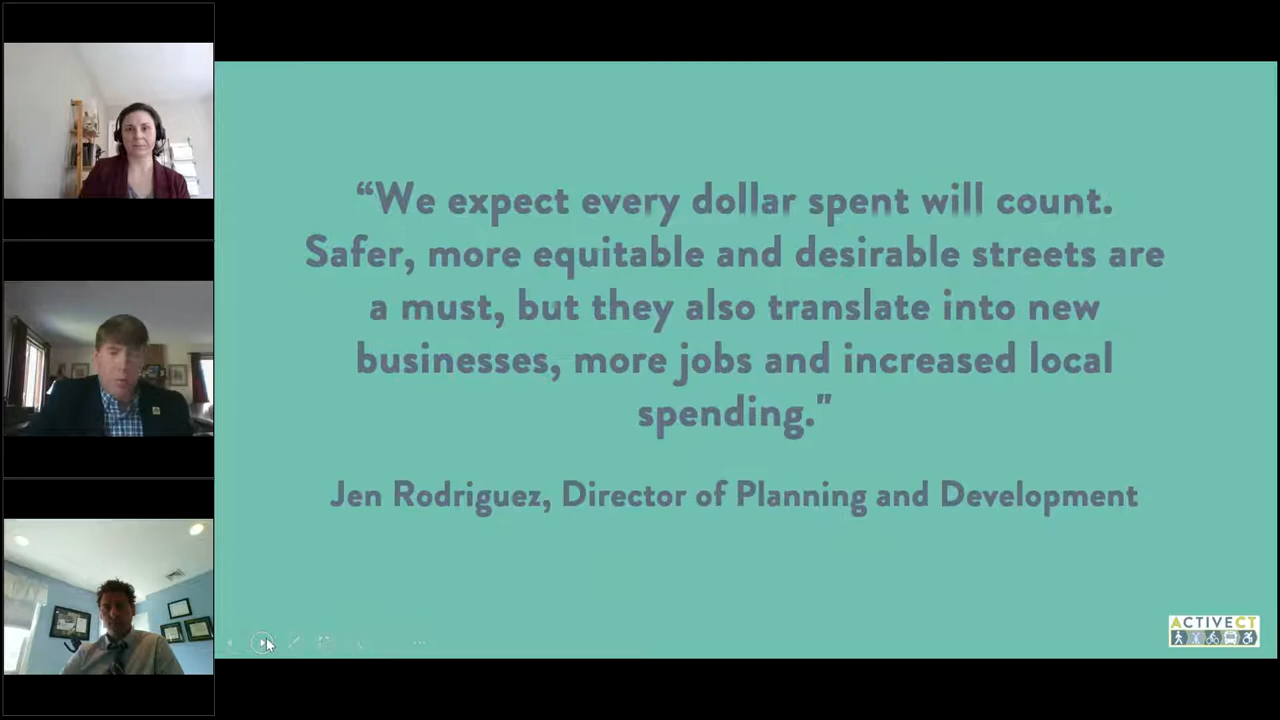 “We expect every dollar spent will count.
Safer, more equitable and desirable streets are
a must, but they also translate into new
businesses, more jobs and increased local
spending."
Jen Rodriguez, Director of Planning and Development
ACTIVECT